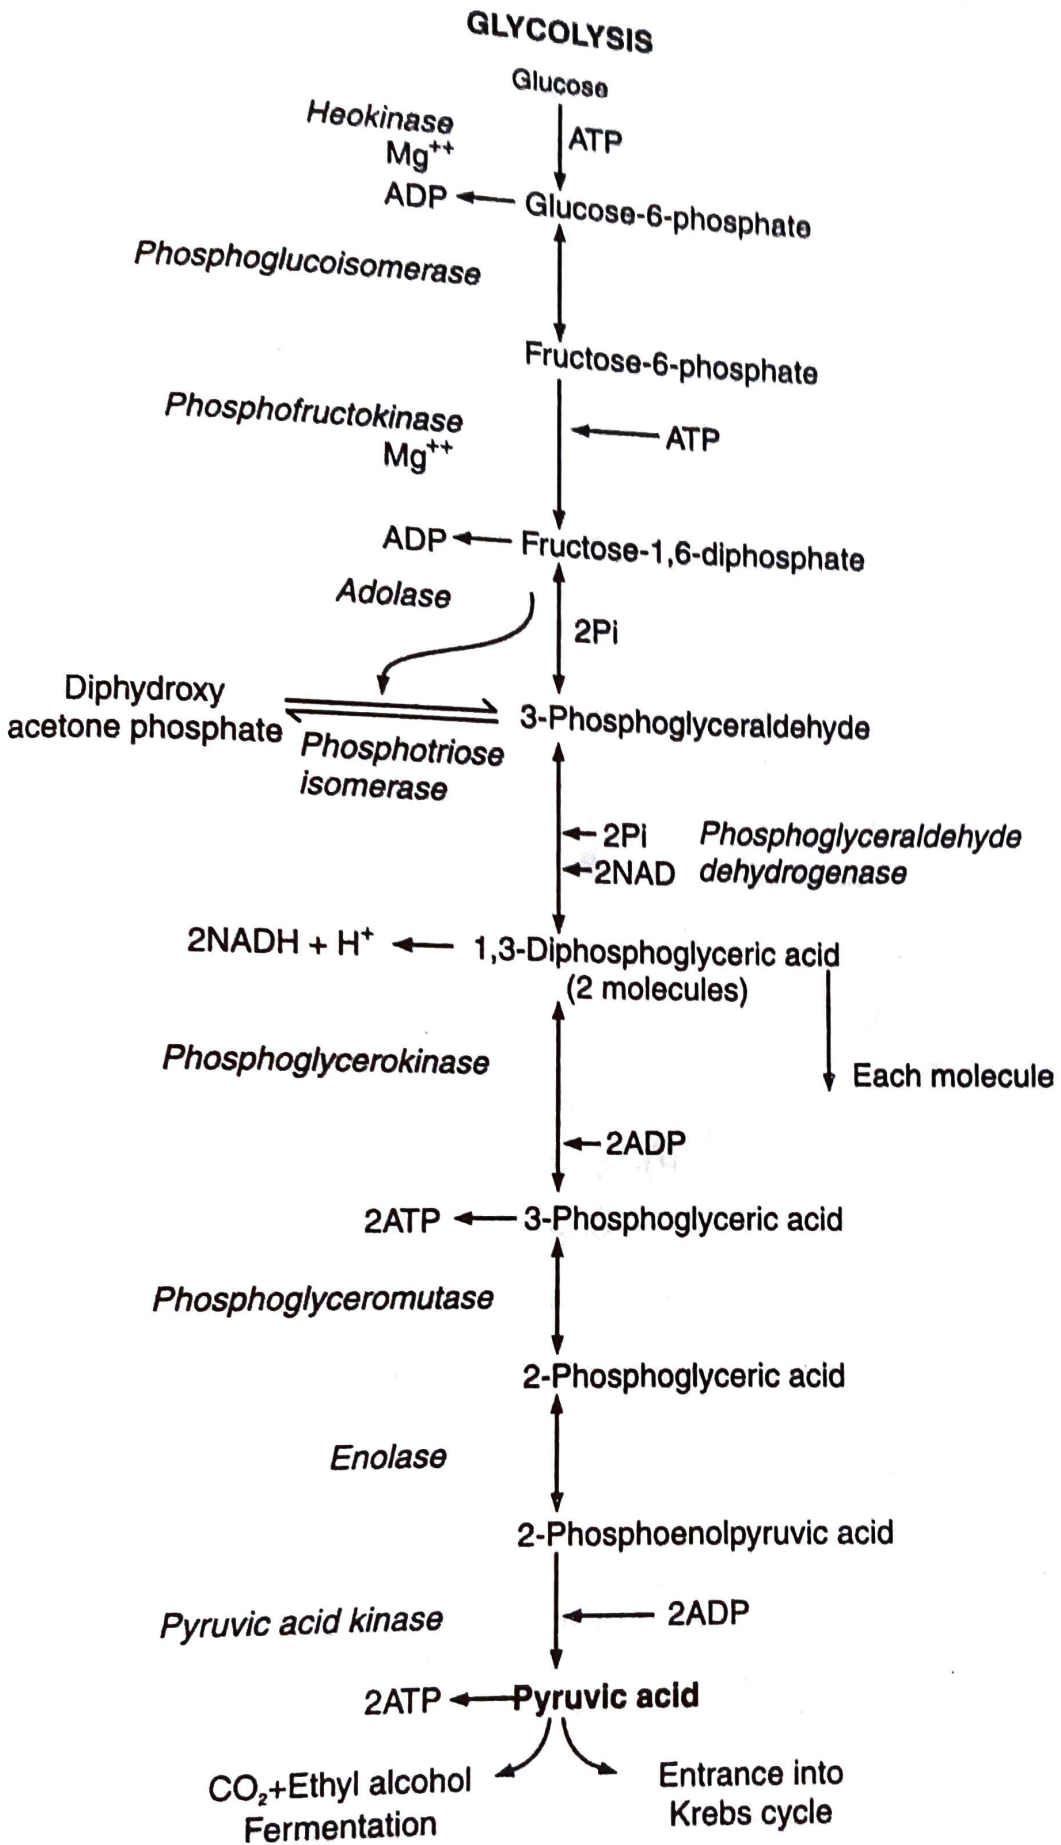 GLYCOLYSIS
Glucose
Heokinase
Mg++
ATP
ADP
Glucose-6-phosphate
Phosphoglucoisomerase
Fructose-6-phosphate
Phosphofructokinase
Mg++
ATP
ADP
Fructose-1,6-diphosphate
Adolase
2Pi
Diphydroxy
acetone phosphate
3-Phosphoglyceraldehyde
Phosphotriose
isomerase
2Pi
Phosphoglyceraldehyde
2NAD
dehydrogenase
2NADH + H+
1,3-Diphosphoglyceric acid
(2 molecules)
Phosphoglycerokinase
Each molecule
2ADP
2ATP
3-Phosphoglyceric acid
Phosphoglyceromutase
2-Phosphoglyceric acid
Enolase
2-Phosphoenolpyruvic acid
Pyruvic acid kinase
2ADP
2ATP
Pyruvic acid
CO₂+Ethyl alcohol
Fermentation
Entrance into
Krebs cycle